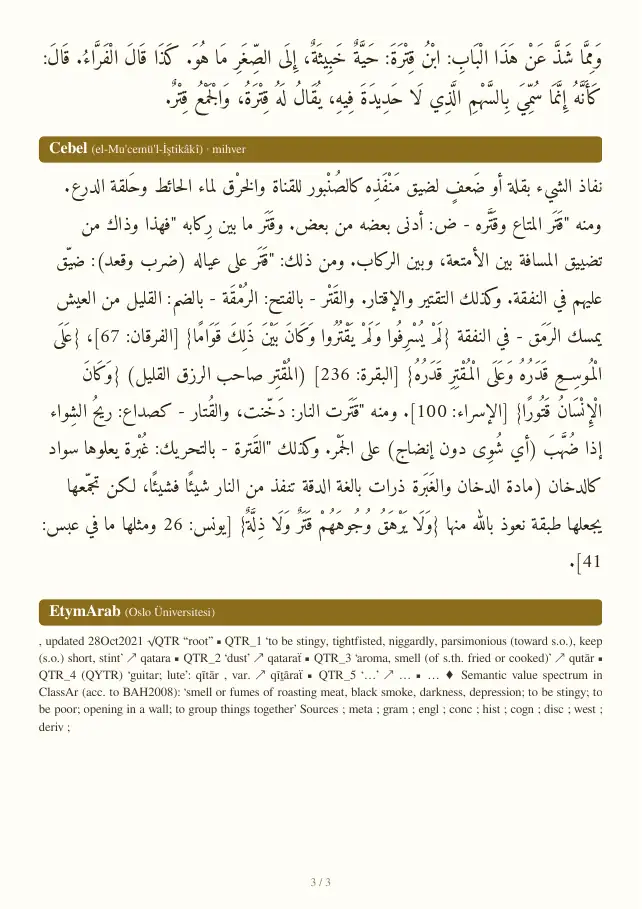 وَمِمَّا شَذَّ عَنْ هَذَا الْبَابِ: ابْنُ قِتْرَةَ: حَيَّةٌ خَبِيثَةٌ، إِلَى الصِّغَرِ مَا هُوَ. كَذَا قَالَ الْفَرَّاءُ. قَالَ:
كَأَنَّهُ إِنَّمَا سُمِّيَ بِالسَّهْمِ الَّذِي لَا حَدِيدَةَ فِيهِ، يُقَالُ لَهُ قِتْرَةٌ، وَالْجَمْعُ قِتْرٌ.
Cebel (el-Mu'cemü'l-İştikâkî) · mihver
نفاذ الشيء بقلة أو ضَعفٍ لضيق مَنْفَذِه كالصُنْبور للقناة والخرْق لماء الحائط وحَلقة الدرع.
ومنه "قَتَر المتاع وقَتَّره - ض: أدنى بعضه من بعض. وقَتَر ما بين رِكابه "فهذا وذاك من
تضييق المسافة بين الأمتعة، وبين الركاب. ومن ذلك: "قَتَر على عياله (ضرب وقعد): ضيّق
عليهم في النفقة. وكذلك التقتير والإقتار. والقَتْر - بالفتح: الرُمْقَة - بالضم: القليل من العيش
يمسك الرمَق - في النفقة {لَمْ يُسْرِفُوا وَلَمْ يَقْتُرُوا وَكَانَ بَيْنَ ذَلِكَ قَوَامًا} [الفرقان: 67]، {عَلَى
الْمُوسِعِ قَدَرُهُ وَعَلَى الْمُقْتِرِ قَدَرُهُ} [البقرة: 236] (المُقْتِر صاحب الرزق القليل) {وَكَانَ
الْإِنْسَانُ قَتُورًا} [الإسراء: 100]. ومنه "قَتَرت النار: دَخّنت، والقُتار - كصداع: ريحُ الشِواء
إذا ضُهَّبَ (أي شُوِى دون إنضاج) على الجَمْر. وكذلك "القَترة - بالتحريك: غُبْرة يعلوها سواد
كالدخان (مادة الدخان والغَبَرة ذرات بالغة الدقة تنفذ من النار شيئًا فشيئًا، لكن تجمّعها
يجعلها طبقة نعوذ بالله منها {وَلَا يَرْهَقُ وُجُوهَهُمْ قَتَرٌ وَلَا ذِلَّةٌ} [يونس: 26 ومثلها ما في عبس:
41].
EtymArab (Oslo Üniversitesi)
, updated 28Oct2021 √QTR “root” ▪ QTR_1 ‘to be stingy, tightfisted, niggardly, parsimonious (toward s.o.), keep
(s.o.) short, stint’ ↗ qatara ▪ QTR_2 ‘dust’ ↗ qataraẗ ▪ QTR_3 ‘aroma, smell (of s.th. fried or cooked)’ ↗ qutār ▪
QTR_4 (QYTR) ‘guitar; lute’: qītār , var. ↗ qīṯāraẗ ▪ QTR_5 ‘…’ ↗ … ▪ … ♦ Semantic value spectrum in
ClassAr (acc. to BAH2008): ‘smell or fumes of roasting meat, black smoke, darkness, depression; to be stingy; to
be poor; opening in a wall; to group things together’ Sources ; meta ; gram ; engl ; conc ; hist ; cogn ; disc ; west ;
deriv ;
3 / 3